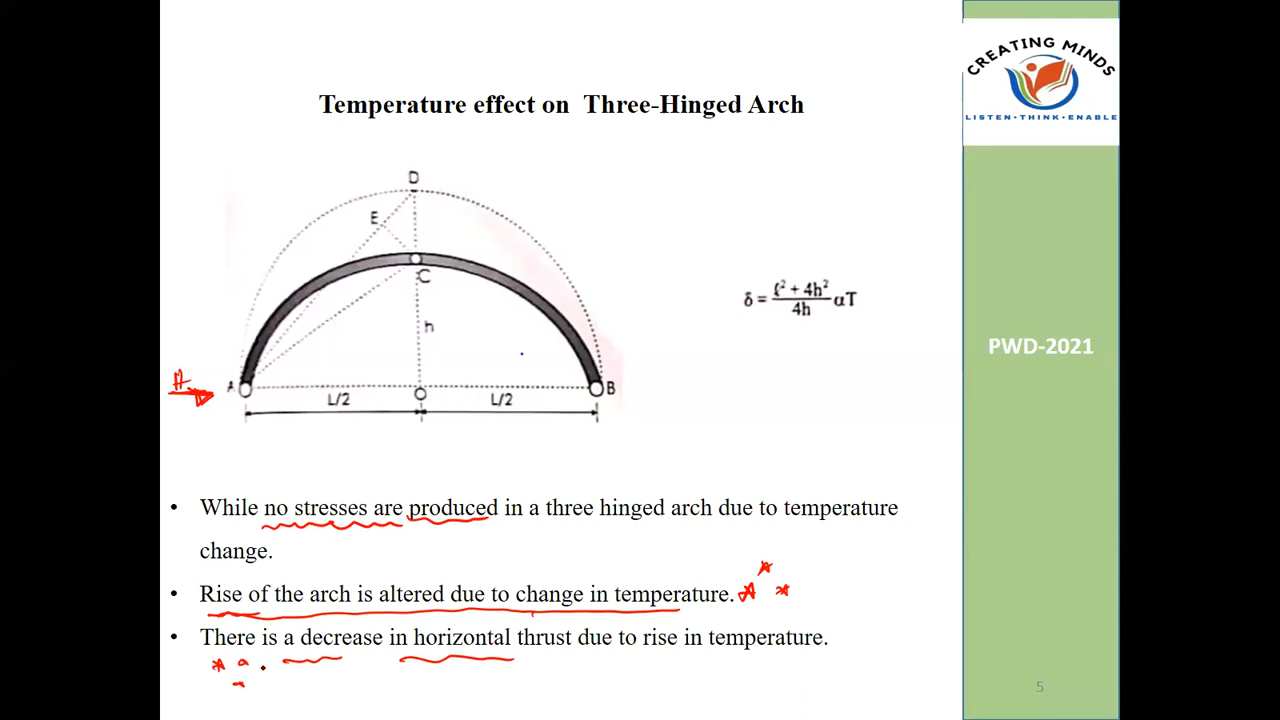 CREATING MINDS
LISTEN•THINK•ENABLE
Temperature effect on Three-Hinged Arch
D
E
C
h
A
B
O
L/2
L/2
H
δ = ℓ² + 4h² / 4h αT
PWD-2021
• While no stresses are produced in a three hinged arch due to temperature
change.
• Rise of the arch is altered due to change in temperature.
• There is a decrease in horizontal thrust due to rise in temperature.
5